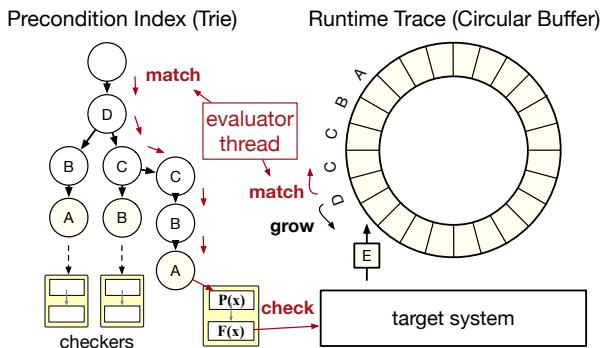 Precondition Index (Trie)
Runtime Trace (Circular Buffer)
match
evaluator
thread
match
grow
D
B
C
C
A
B
B
A
A
B
C
C
D
E
P(x)
F(x)
check
target system
checkers